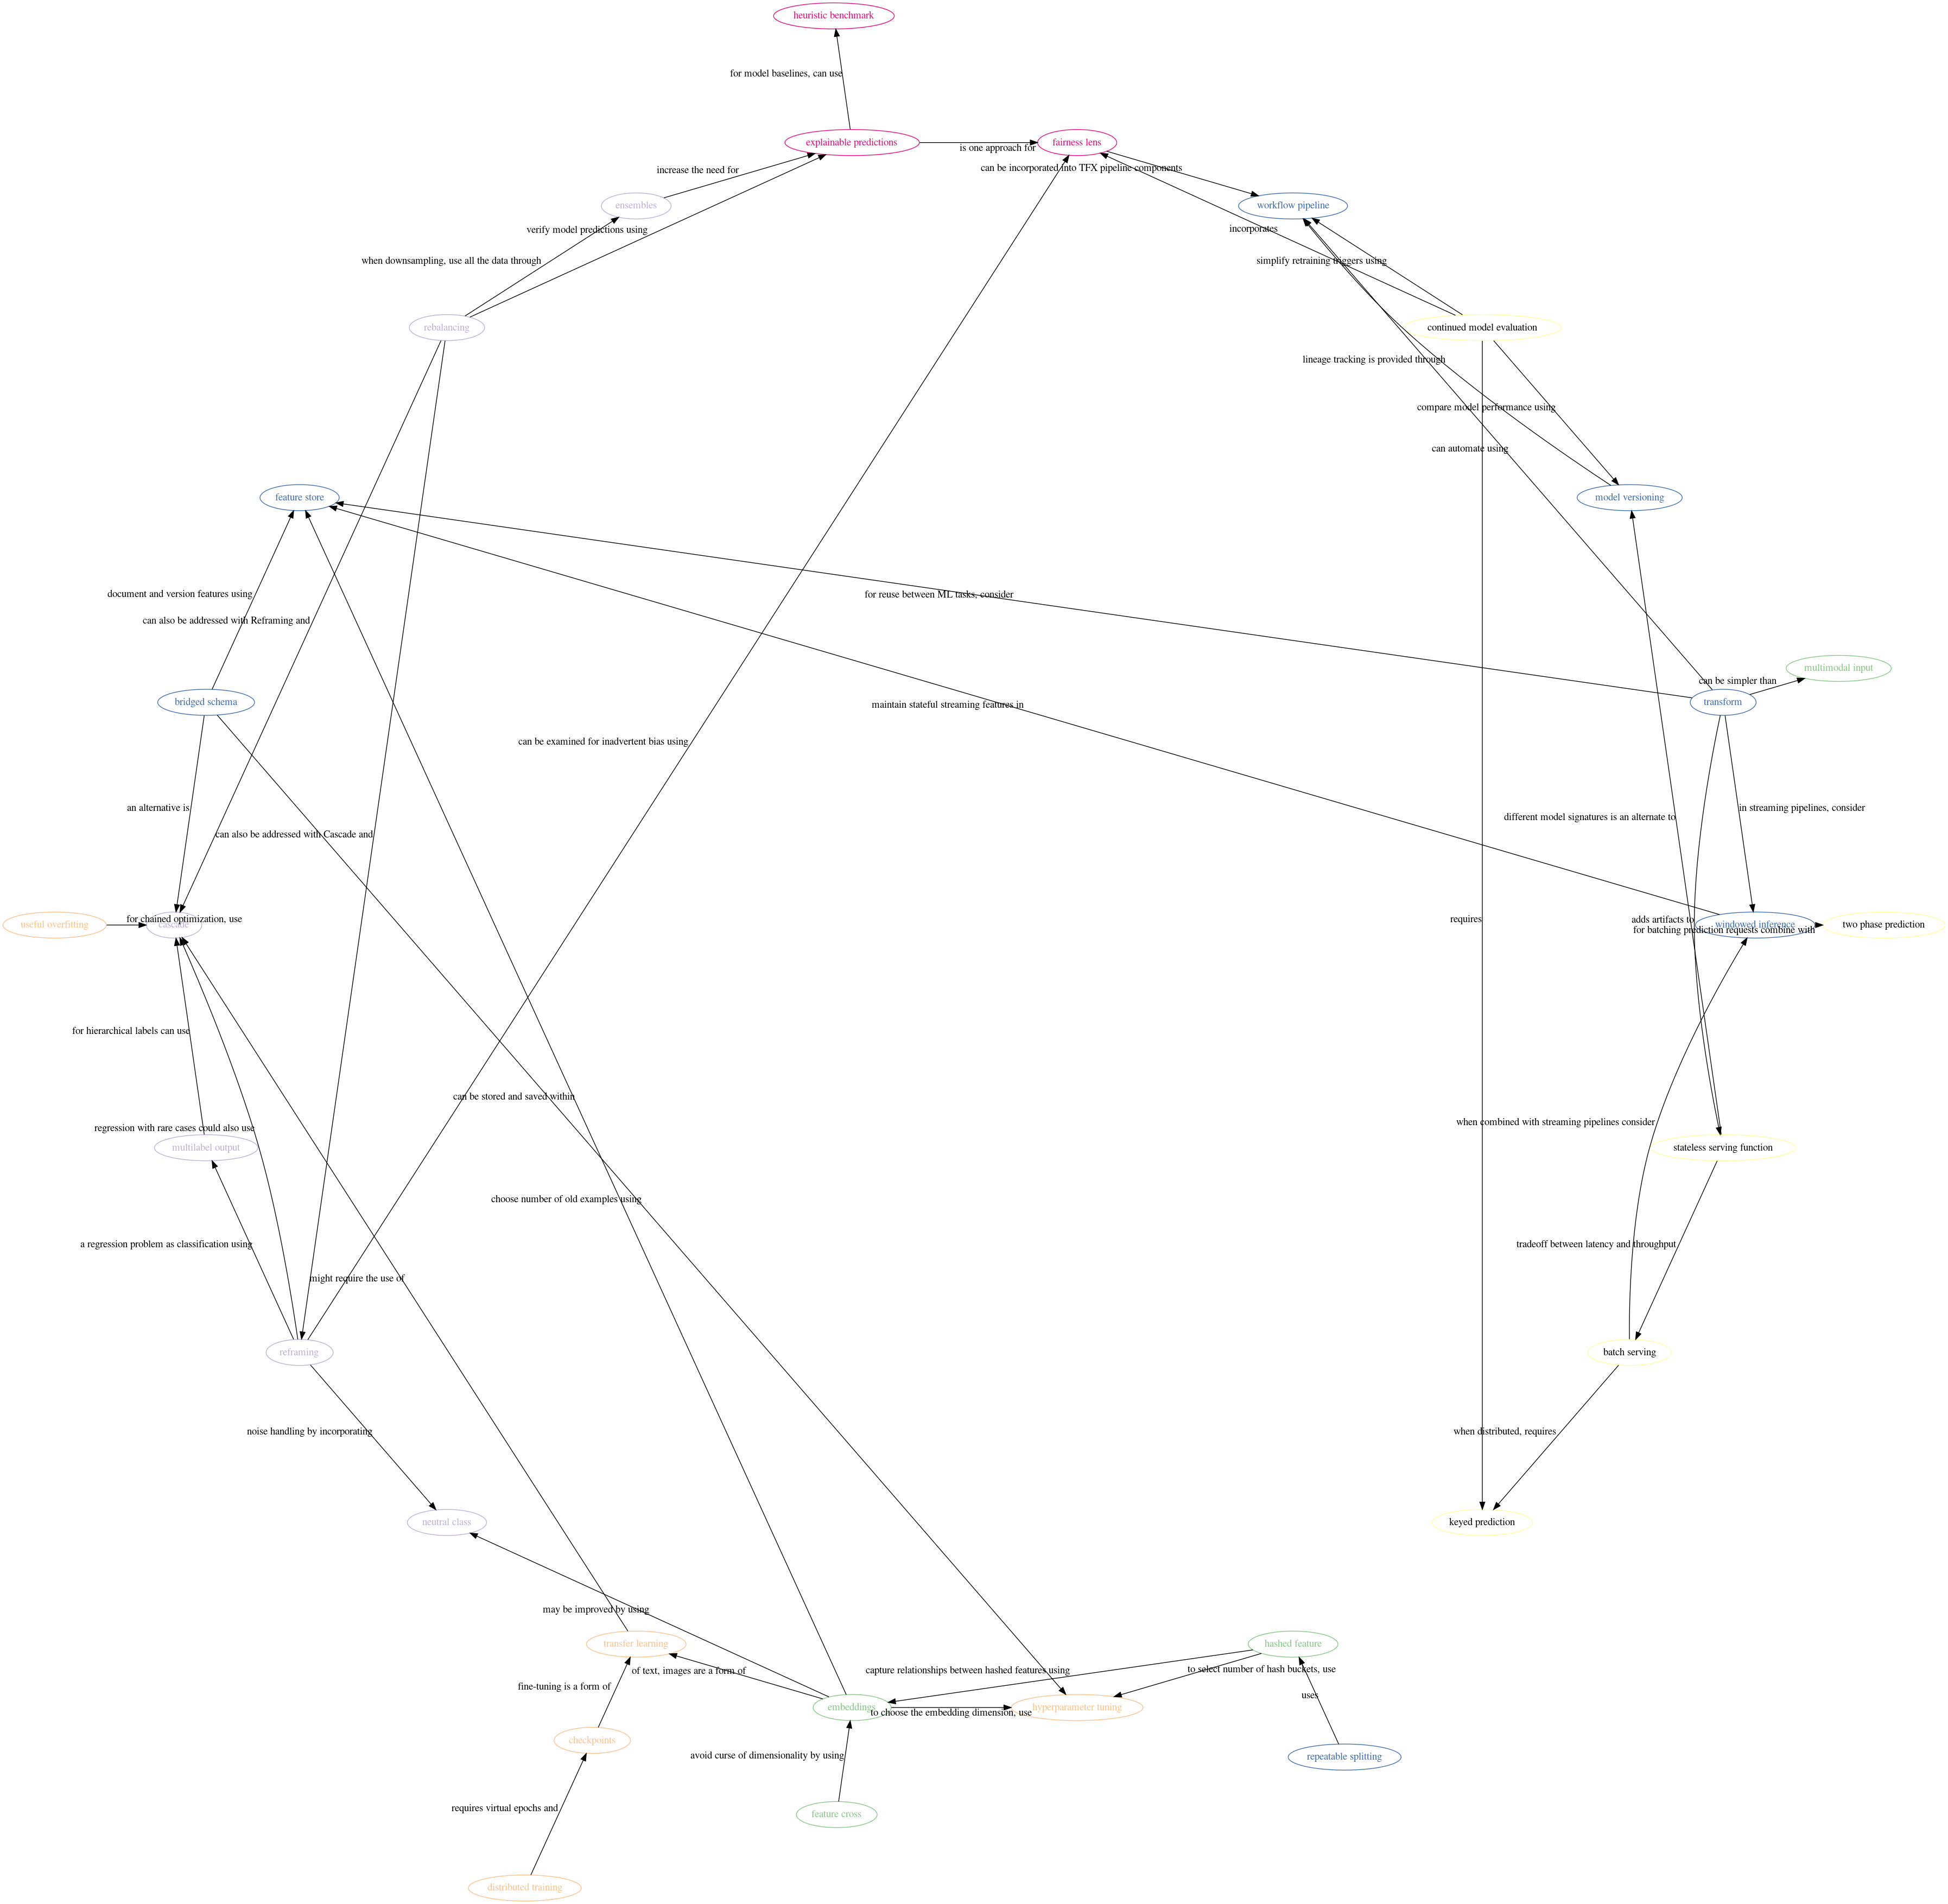 heuristic benchmark
for model baselines, can use
explainable predictions
fairness lens
is one approach for
can be incorporated into TFX pipeline components
increase the need for
ensembles
workflow pipeline
verify model predictions using
incorporates
when downsampling, use all the data through
simplify retraining triggers using
rebalancing
continued model evaluation
lineage tracking is provided through
compare model performance using
can automate using
feature store
model versioning
document and version features using
for reuse between ML tasks, consider
can also be addressed with Reframing and
multimodal input
can be simpler than
bridged schema
maintain stateful streaming features in
transform
can be examined for inadvertent bias using
an alternative is
in streaming pipelines, consider
different model signatures is an alternate to
can also be addressed with Cascade and
for chained optimization, use
requires
adds artifacts to
useful overfitting
cascade
windowed inference
two phase prediction
for batching prediction requests combine with
for hierarchical labels can use
can be stored and saved within
when combined with streaming pipelines consider
regression with rare cases could also use
multilabel output
stateless serving function
choose number of old examples using
a regression problem as classification using
tradeoff between latency and throughput
might require the use of
reframing
batch serving
noise handling by incorporating
when distributed, requires
neutral class
keyed prediction
may be improved by using
transfer learning
hashed feature
of text, images are a form of
capture relationships between hashed features using
to select number of hash buckets, use
fine-tuning is a form of
uses
embeddings
hyperparameter tuning
to choose the embedding dimension, use
checkpoints
avoid curse of dimensionality by using
repeatable splitting
requires virtual epochs and
feature cross
distributed training